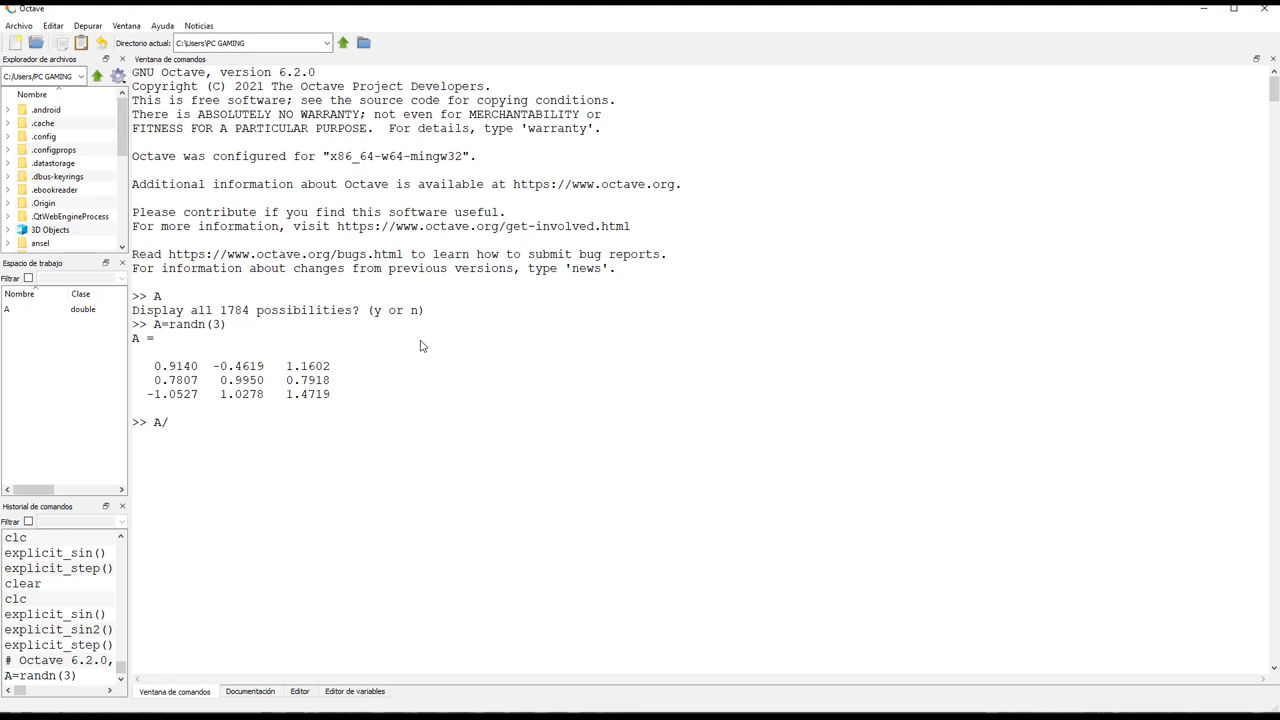 Octave
Archivo Editar Depurar Ventana Ayuda Noticias
Directorio actual: C:\Users\PC GAMING
Explorador de archivos
C:/Users/PC GAMING
Nombre
.android
.cache
.config
.configprops
.datastorage
.dbus-keyrings
.ebookreader
.Origin
.QtWebEngineProcess
3D Objects
ansel
Espacio de trabajo
Filtrar
Nombre Clase
A double
Historial de comandos
Filtrar
clc
explicit_sin()
explicit_step()
clear
clc
explicit_sin()
explicit_sin2()
explicit_step()
# Octave 6.2.0,
A=randn(3)
Ventana de comandos
GNU Octave, version 6.2.0
Copyright (C) 2021 The Octave Project Developers.
This is free software; see the source code for copying conditions.
There is ABSOLUTELY NO WARRANTY; not even for MERCHANTABILITY or
FITNESS FOR A PARTICULAR PURPOSE.  For details, type 'warranty'.
Octave was configured for "x86_64-w64-mingw32".
Additional information about Octave is available at https://www.octave.org.
Please contribute if you find this software useful.
For more information, visit https://www.octave.org/get-involved.html
Read https://www.octave.org/bugs.html to learn how to submit bug reports.
For information about changes from previous versions, type 'news'.
>> A
Display all 1784 possibilities? (y or n)
>> A=randn(3)
A =
0.9140 -0.4619 1.1602
0.7807 0.9950 0.7918
-1.0527 1.0278 1.4719
>> A/
Ventana de comandos Documentación Editor Editor de variables